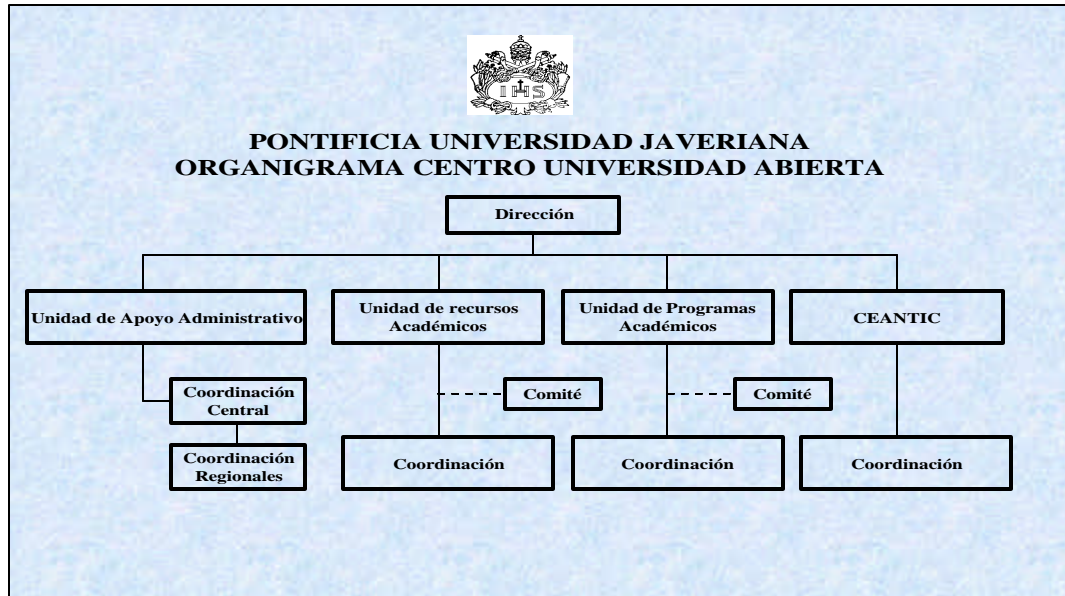 IHS
PONTIFICIA UNIVERSIDAD JAVERIANA
ORGANIGRAMA CENTRO UNIVERSIDAD ABIERTA
Dirección
Unidad de Apoyo Administrativo
Unidad de recursos
Académicos
Unidad de Programas
Académicos
CEANTIC
Coordinación
Central
Comité
Comité
Coordinación
Regionales
Coordinación
Coordinación
Coordinación